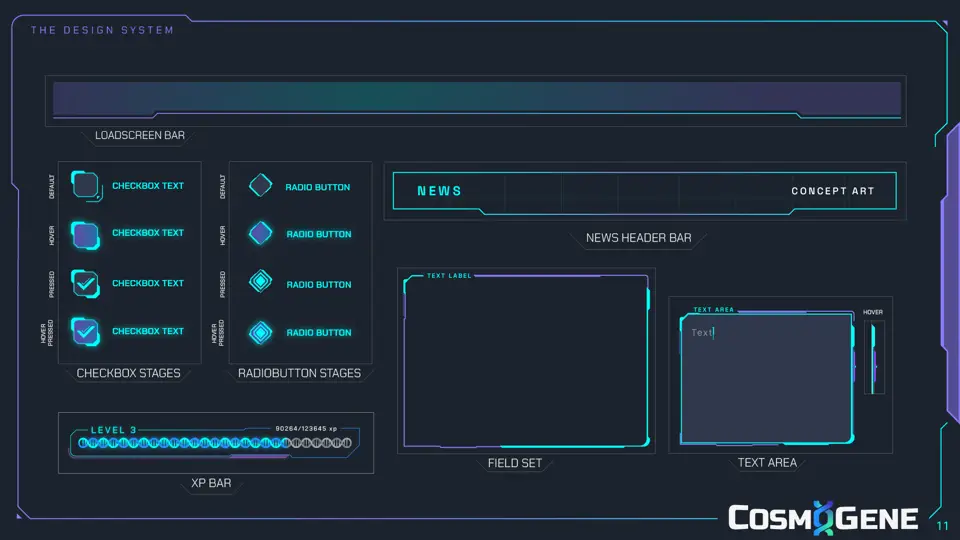 THE DESIGN SYSTEM
LOADSCREEN BAR
DEFAULT
CHECKBOX TEXT
HOVER
CHECKBOX TEXT
PRESSED
CHECKBOX TEXT
HOVER
PRESSED
CHECKBOX TEXT
CHECKBOX STAGES
DEFAULT
RADIO BUTTON
HOVER
RADIO BUTTON
PRESSED
RADIO BUTTON
HOVER
PRESSED
RADIO BUTTON
RADIOBUTTON STAGES
NEWS
CONCEPT ART
NEWS HEADER BAR
TEXT LABEL
FIELD SET
TEXT AREA
Text
HOVER
TEXT AREA
LEVEL 3
90264/123645 xp
XP BAR
COSMOGENE
11